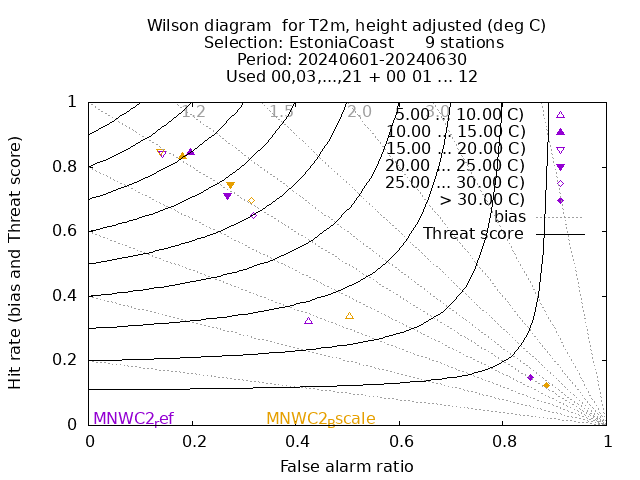 Wilson diagram  for T2m, height adjusted (deg C)
Selection: EstoniaCoast      9 stations
Period: 20240601-20240630
Used 00,03,...,21 + 00 01 ... 12
1.2 1.5 2.0 3.0
5.00 ... 10.00 C)
10.00 ... 15.00 C)
15.00 ... 20.00 C)
20.00 ... 25.00 C)
25.00 ... 30.00 C)
> 30.00 C)
bias
Threat score
Hit rate (bias and Threat score)
1
0.8
0.6
0.4
0.2
0
MNWC2ref MNWC2Bscale
0 0.2 0.4 0.6 0.8 1
False alarm ratio